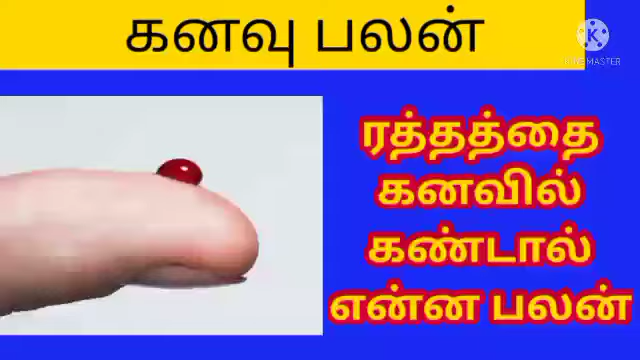 கனவு பலன்
ரத்தத்தை
கனவில்
கண்டால்
என்ன பலன்